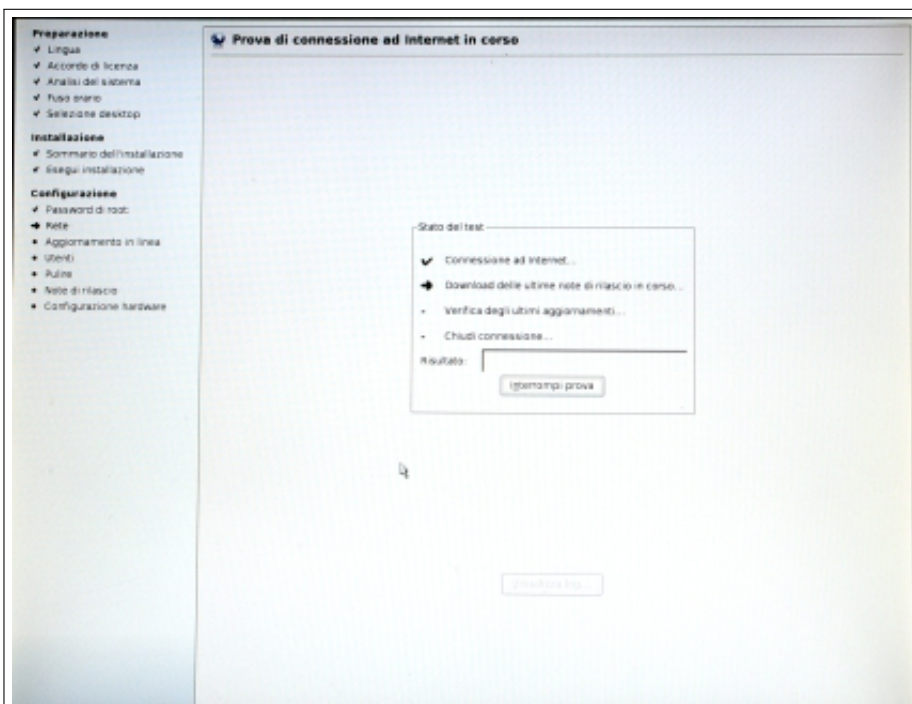 Preparazione
Lingua
Accordo di licenza
Analisi del sistema
Fuso orario
Selezione desktop
Installazione
Sommario dell'installazione
Esegui installazione
Configurazione
Password di root:
Rete
Aggiornamento in linea
Utenti
Pulire
Note di rilascio
Configurazione hardware
Prova di connessione ad Internet in corso
Stato del test
Connessione ad Internet...
Download delle ultime note di rilascio in corso...
Verifica degli ultimi aggiornamenti...
Chiudi connessione...
Risultato:
Interrompi prova